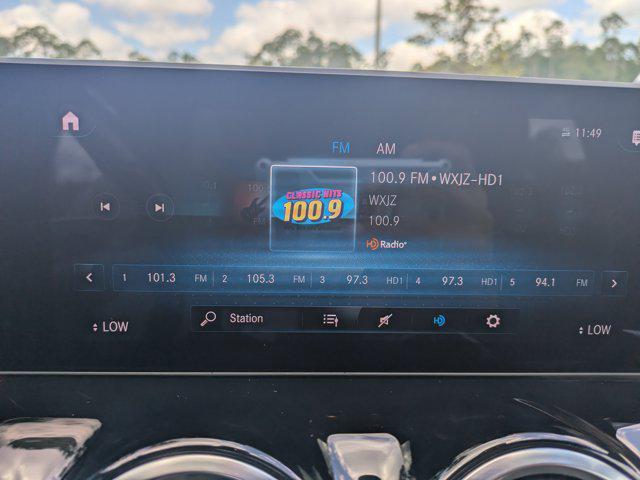 11:49
FM AM
100.9 FM • WXJZ-HD1
CLASSIC HITS
100.9
WXJZ
100.9
HD Radio
1 101.3 FM 2 105.3 FM 3 97.3 HD1 4 97.3 HD1 5 94.1 FM
Station
HD
LOW
LOW